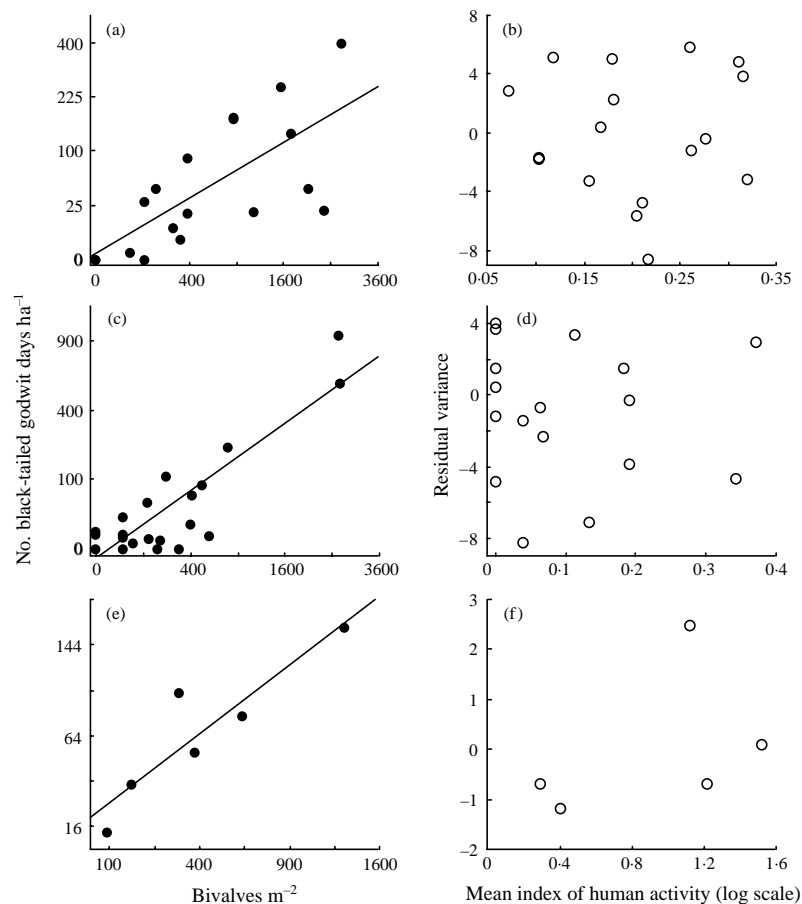 (a)
400
225
100
25
0
0 400 1600 3600
(b)
8
4
0
−4
−8
0·05 0·15 0·25 0·35
(c)
900
400
100
0
0 400 1600 3600
(d)
4
0
−4
−8
0 0·1 0·2 0·3 0·4
(e)
144
64
16
100 400 900 1600
(f)
3
2
1
0
−1
−2
0 0·4 0·8 1·2 1·6
No. black-tailed godwit days ha⁻¹
Residual variance
Bivalves m⁻²
Mean index of human activity (log scale)